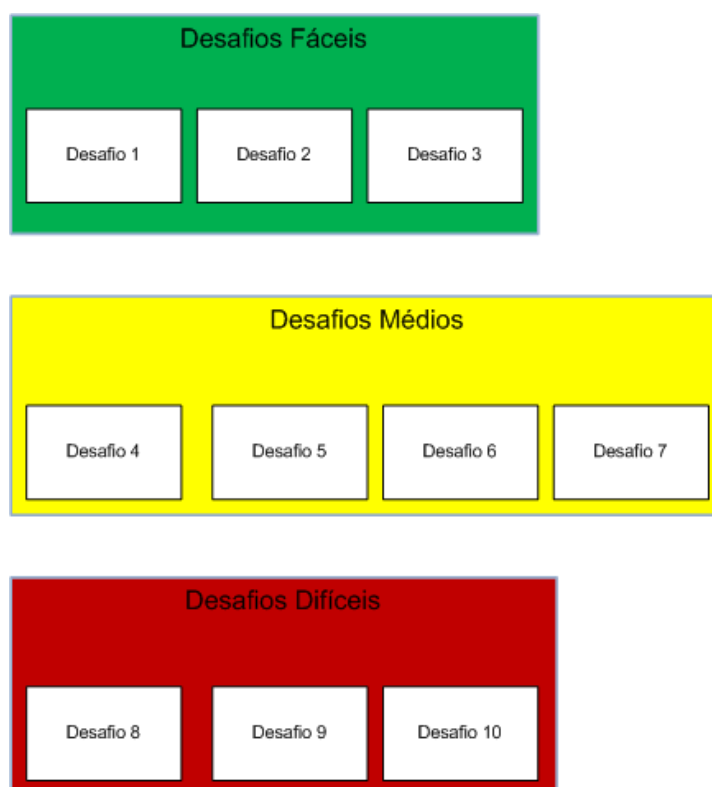 Desafios Fáceis
Desafio 1
Desafio 2
Desafio 3
Desafios Médios
Desafio 4
Desafio 5
Desafio 6
Desafio 7
Desafios Difíceis
Desafio 8
Desafio 9
Desafio 10